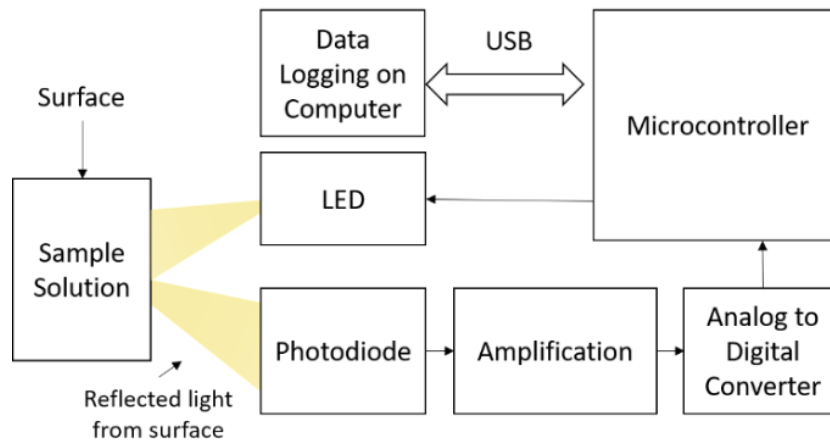 Data
Logging on
Computer
USB
Microcontroller
Surface
LED
Sample
Solution
Photodiode
Amplification
Analog to
Digital
Converter
Reflected light
from surface